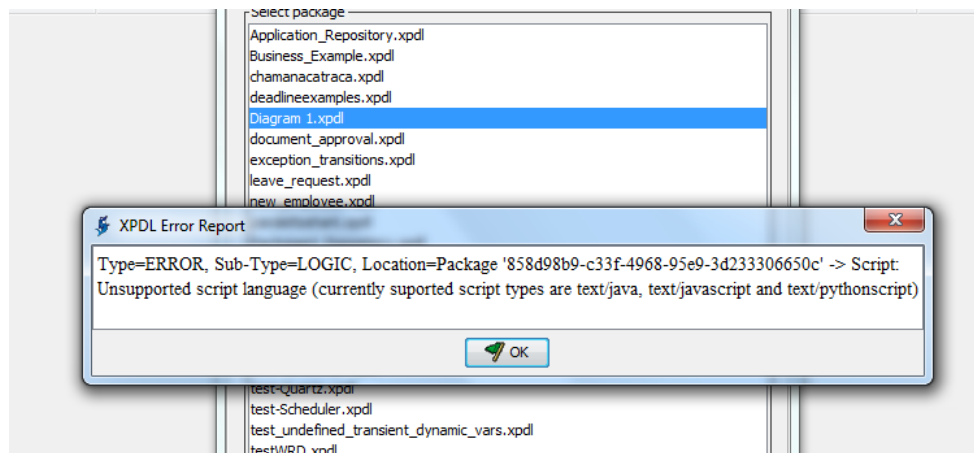 Select package
Application_Repository.xpdl
Business_Example.xpdl
chamanacatraca.xpdl
deadlineexamples.xpdl
Diagram 1.xpdl
document_approval.xpdl
exception_transitions.xpdl
leave_request.xpdl
new_employee.xpdl
XPDL Error Report
Type=ERROR, Sub-Type=LOGIC, Location=Package '858d98b9-c33f-4968-95e9-3d233306650c' -> Script:
Unsupported script language (currently suported script types are text/java, text/javascript and text/pythonscript)
OK
test-Quartz.xpdl
test-Scheduler.xpdl
test_undefined_transient_dynamic_vars.xpdl
testWRD.xpdl